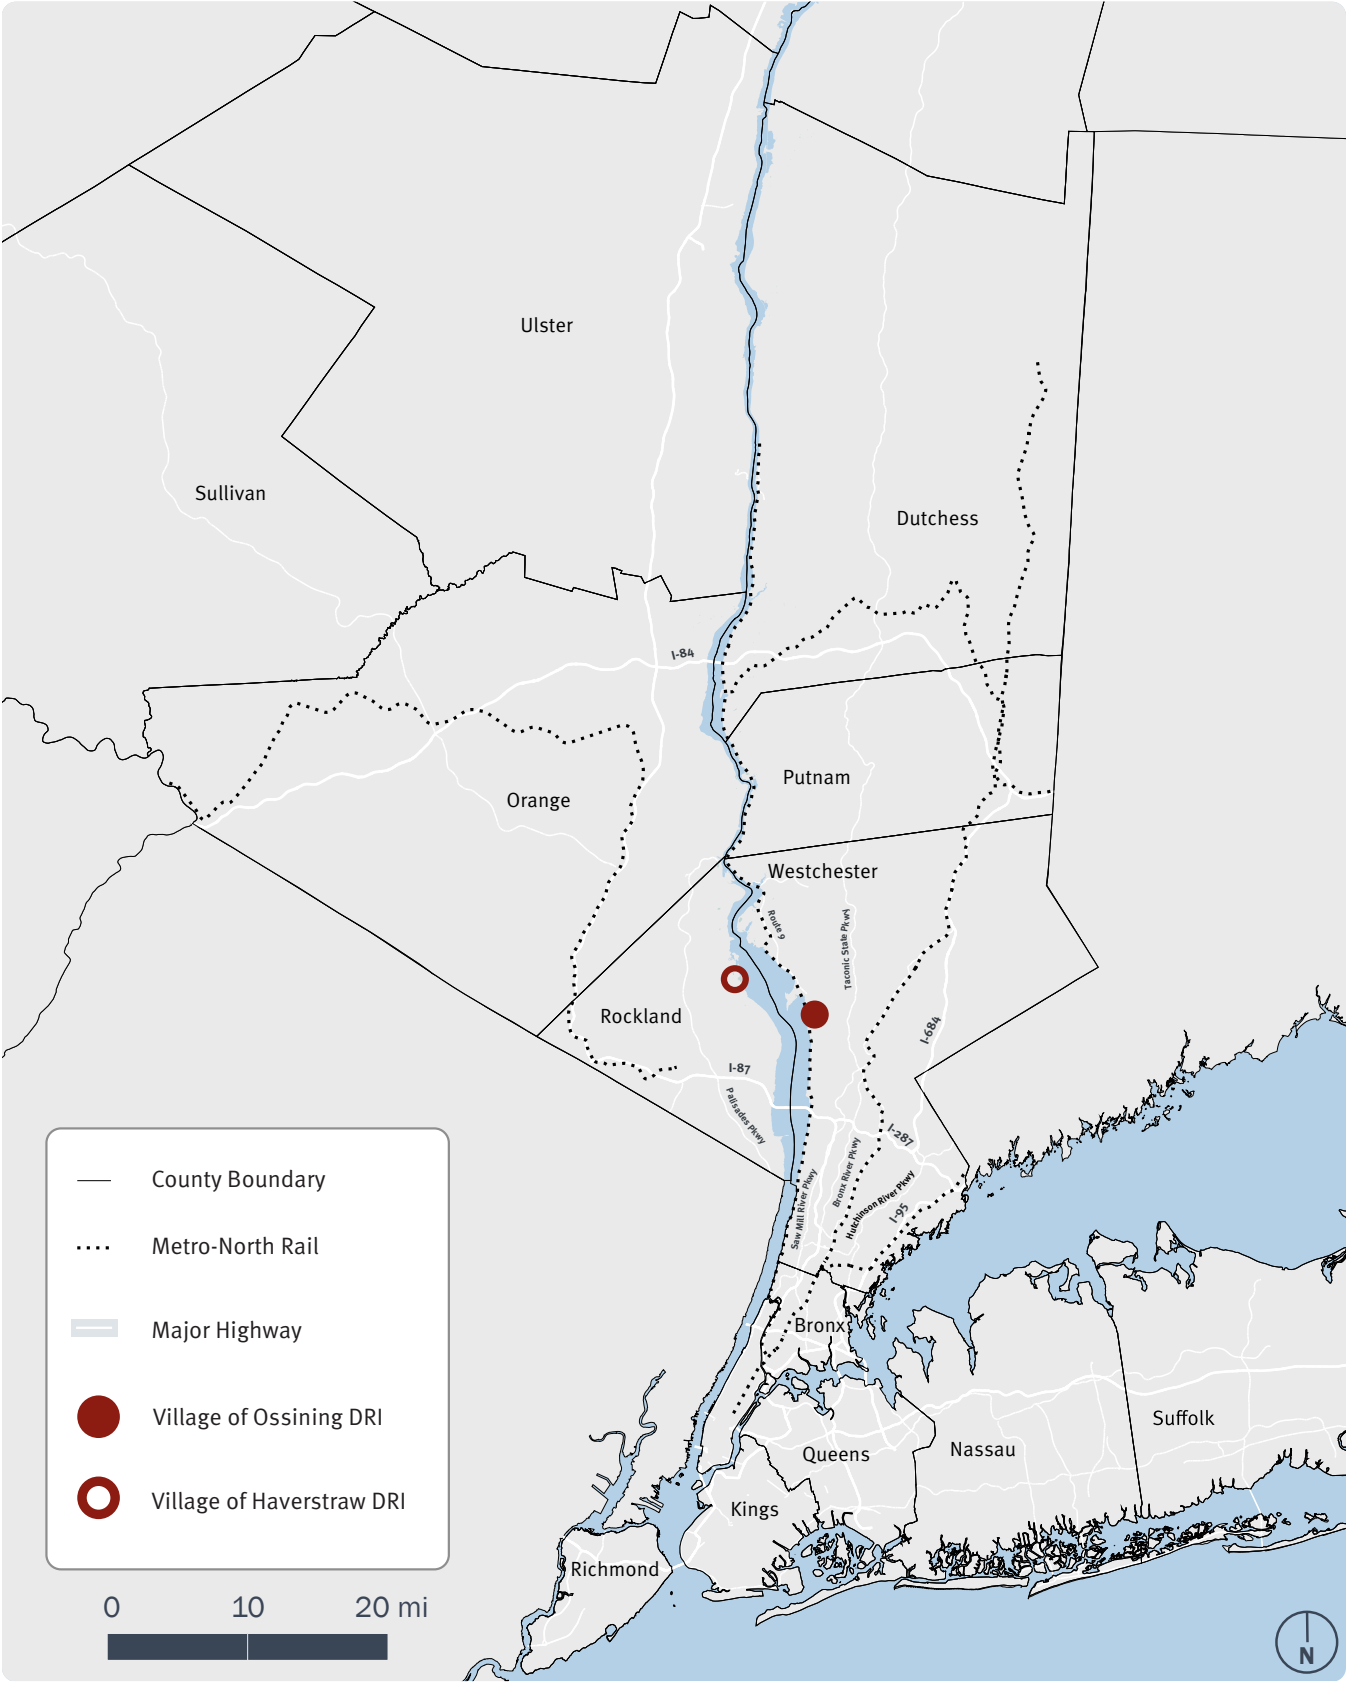 Ulster
Sullivan
Dutchess
I-84
Putnam
Orange
Westchester
Route 9
Taconic State Pkwy
Rockland
I-684
I-87
Palisades Pkwy
I-287
Bronx River Pkwy
Saw Mill River Pkwy
Hutchinson River Pkwy
I-95
Bronx
Queens
Nassau
Suffolk
Kings
Richmond
County Boundary
Metro-North Rail
Major Highway
Village of Ossining DRI
Village of Haverstraw DRI
0 10 20 mi
N